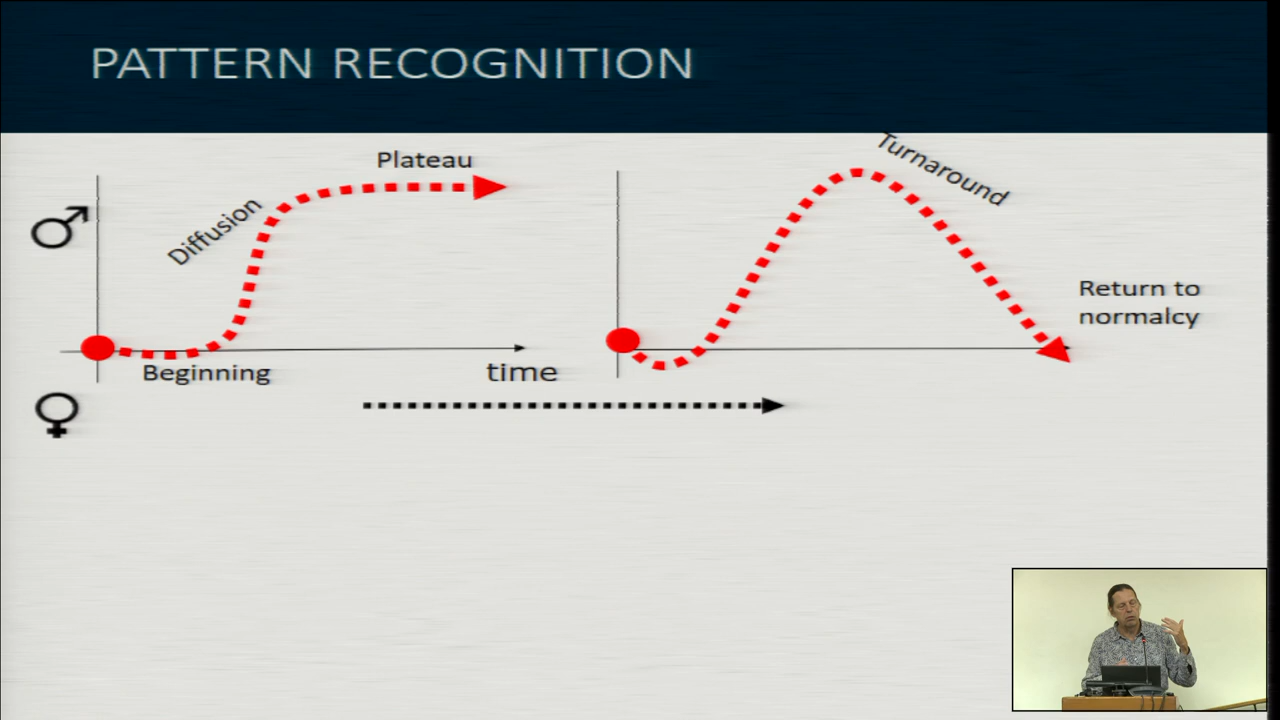 PATTERN RECOGNITION
Plateau
Diffusion
Beginning
time
Turnaround
Return to
normalcy